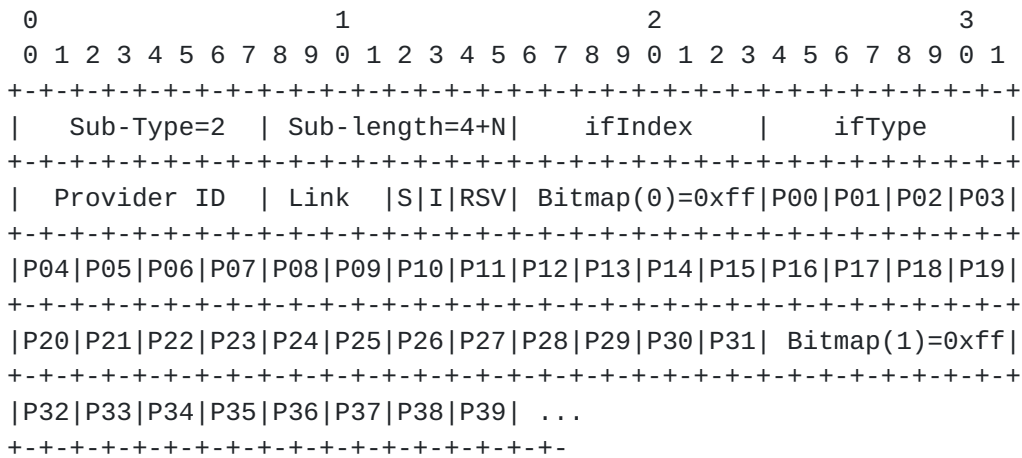 0                   1                   2                   3
 0 1 2 3 4 5 6 7 8 9 0 1 2 3 4 5 6 7 8 9 0 1 2 3 4 5 6 7 8 9 0 1
+-+-+-+-+-+-+-+-+-+-+-+-+-+-+-+-+-+-+-+-+-+-+-+-+-+-+-+-+-+-+-+-+
|   Sub-Type=2  | Sub-length=4+N|    ifIndex    |    ifType     |
+-+-+-+-+-+-+-+-+-+-+-+-+-+-+-+-+-+-+-+-+-+-+-+-+-+-+-+-+-+-+-+-+
|  Provider ID  | Link  |S|I|RSV| Bitmap(0)=0xff|P00|P01|P02|P03|
+-+-+-+-+-+-+-+-+-+-+-+-+-+-+-+-+-+-+-+-+-+-+-+-+-+-+-+-+-+-+-+-+
|P04|P05|P06|P07|P08|P09|P10|P11|P12|P13|P14|P15|P16|P17|P18|P19|
+-+-+-+-+-+-+-+-+-+-+-+-+-+-+-+-+-+-+-+-+-+-+-+-+-+-+-+-+-+-+-+-+
|P20|P21|P22|P23|P24|P25|P26|P27|P28|P29|P30|P31| Bitmap(1)=0xff|
+-+-+-+-+-+-+-+-+-+-+-+-+-+-+-+-+-+-+-+-+-+-+-+-+-+-+-+-+-+-+-+-+
|P32|P33|P34|P35|P36|P37|P38|P39| ...
+-+-+-+-+-+-+-+-+-+-+-+-+-+-+-+-+-+-